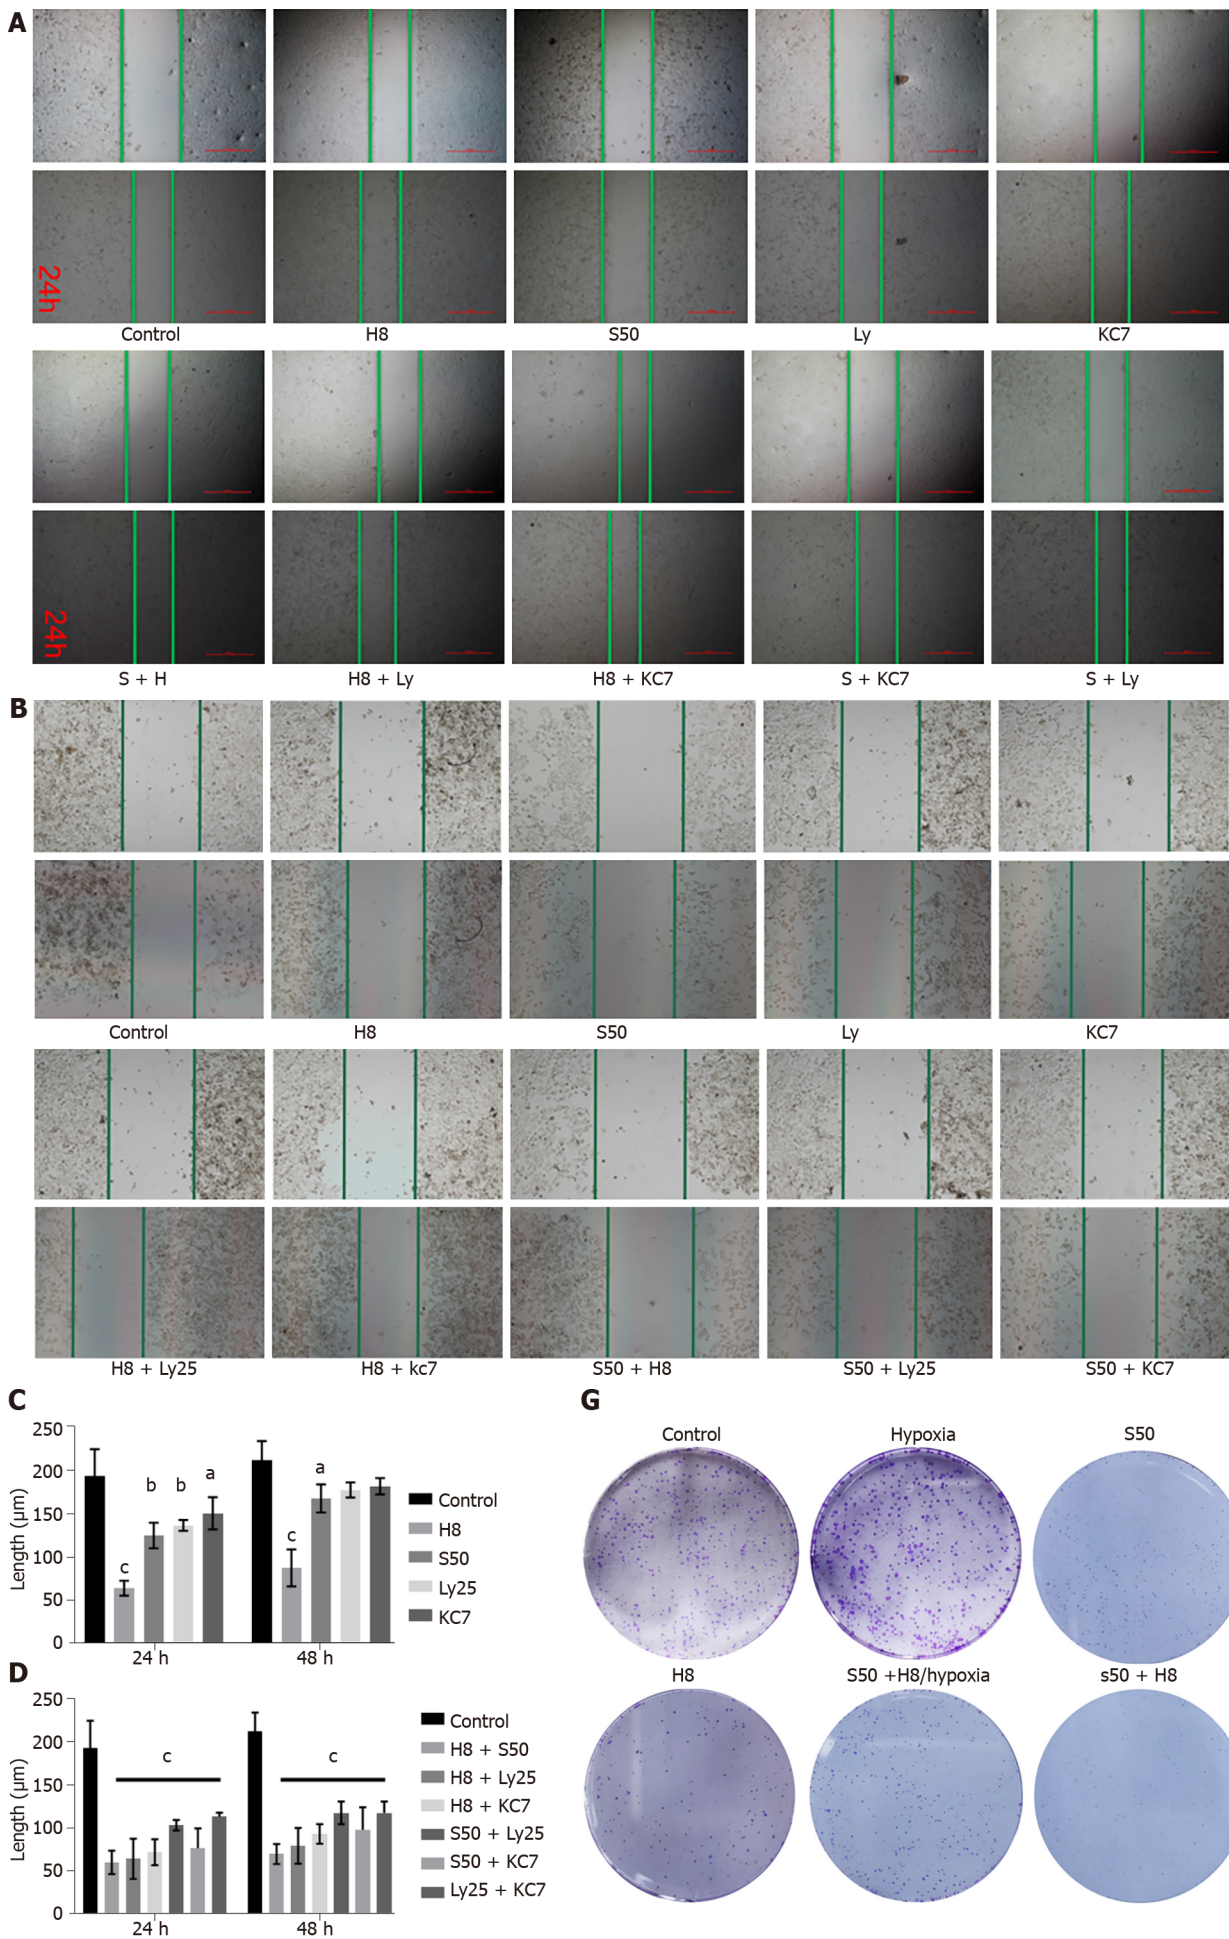 A
24h
Control H8 S50 Ly KC7
24h
S + H H8 + Ly H8 + KC7 S + KC7 S + Ly
B
Control H8 S50 Ly KC7
H8 + Ly25 H8 + kc7 S50 + H8 S50 + Ly25 S50 + KC7
C
Length (μm)
250
200
150
100
50
0
c
b
b
a
c
a
24 h 48 h
Control
H8
S50
Ly25
KC7
D
Length (μm)
250
200
150
100
50
0
c
c
24 h 48 h
Control
H8 + S50
H8 + Ly25
H8 + KC7
S50 + Ly25
S50 + KC7
Ly25 + KC7
G
Control Hypoxia S50
H8 S50 +H8/hypoxia s50 + H8